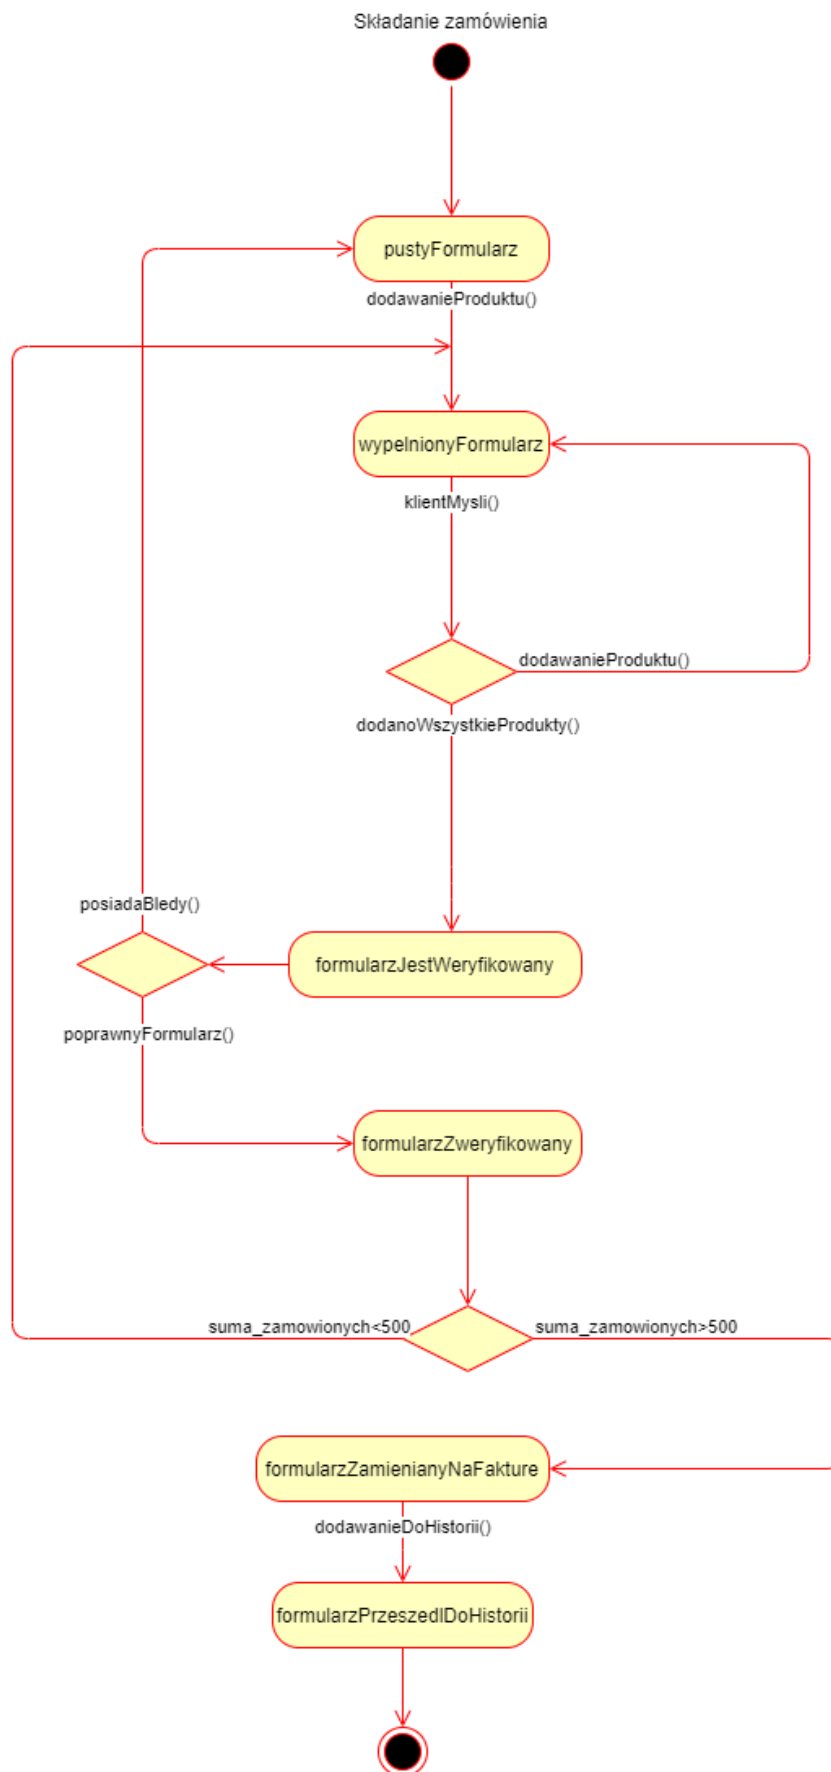 Składanie zamówienia
pustyFormularz
dodawanieProduktu()
wypelnionyFormularz
klientMysli()
dodawanieProduktu()
dodanoWszystkieProdukty()
posiadaBledy()
formularzJestWeryfikowany
poprawnyFormularz()
formularzZweryfikowany
suma_zamowionych<500
suma_zamowionych>500
formularzZamienianyNaFakture
dodawanieDoHistorii()
formularzPrzeszedlDoHistorii